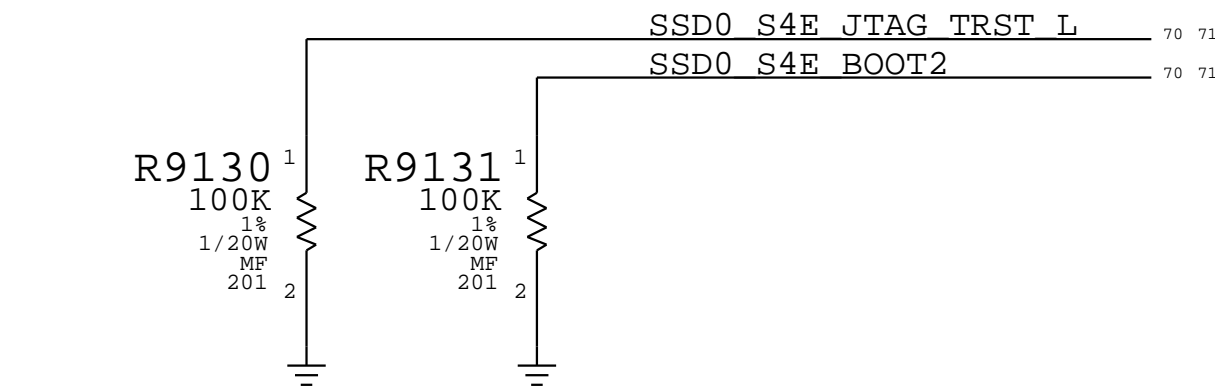 SSD0_S4E_JTAG_TRST_L 70 71
SSD0_S4E_BOOT2 70 71
R9130 1
100K
1%
1/20W
MF
201
2
R9131 1
100K
1%
1/20W
MF
201
2